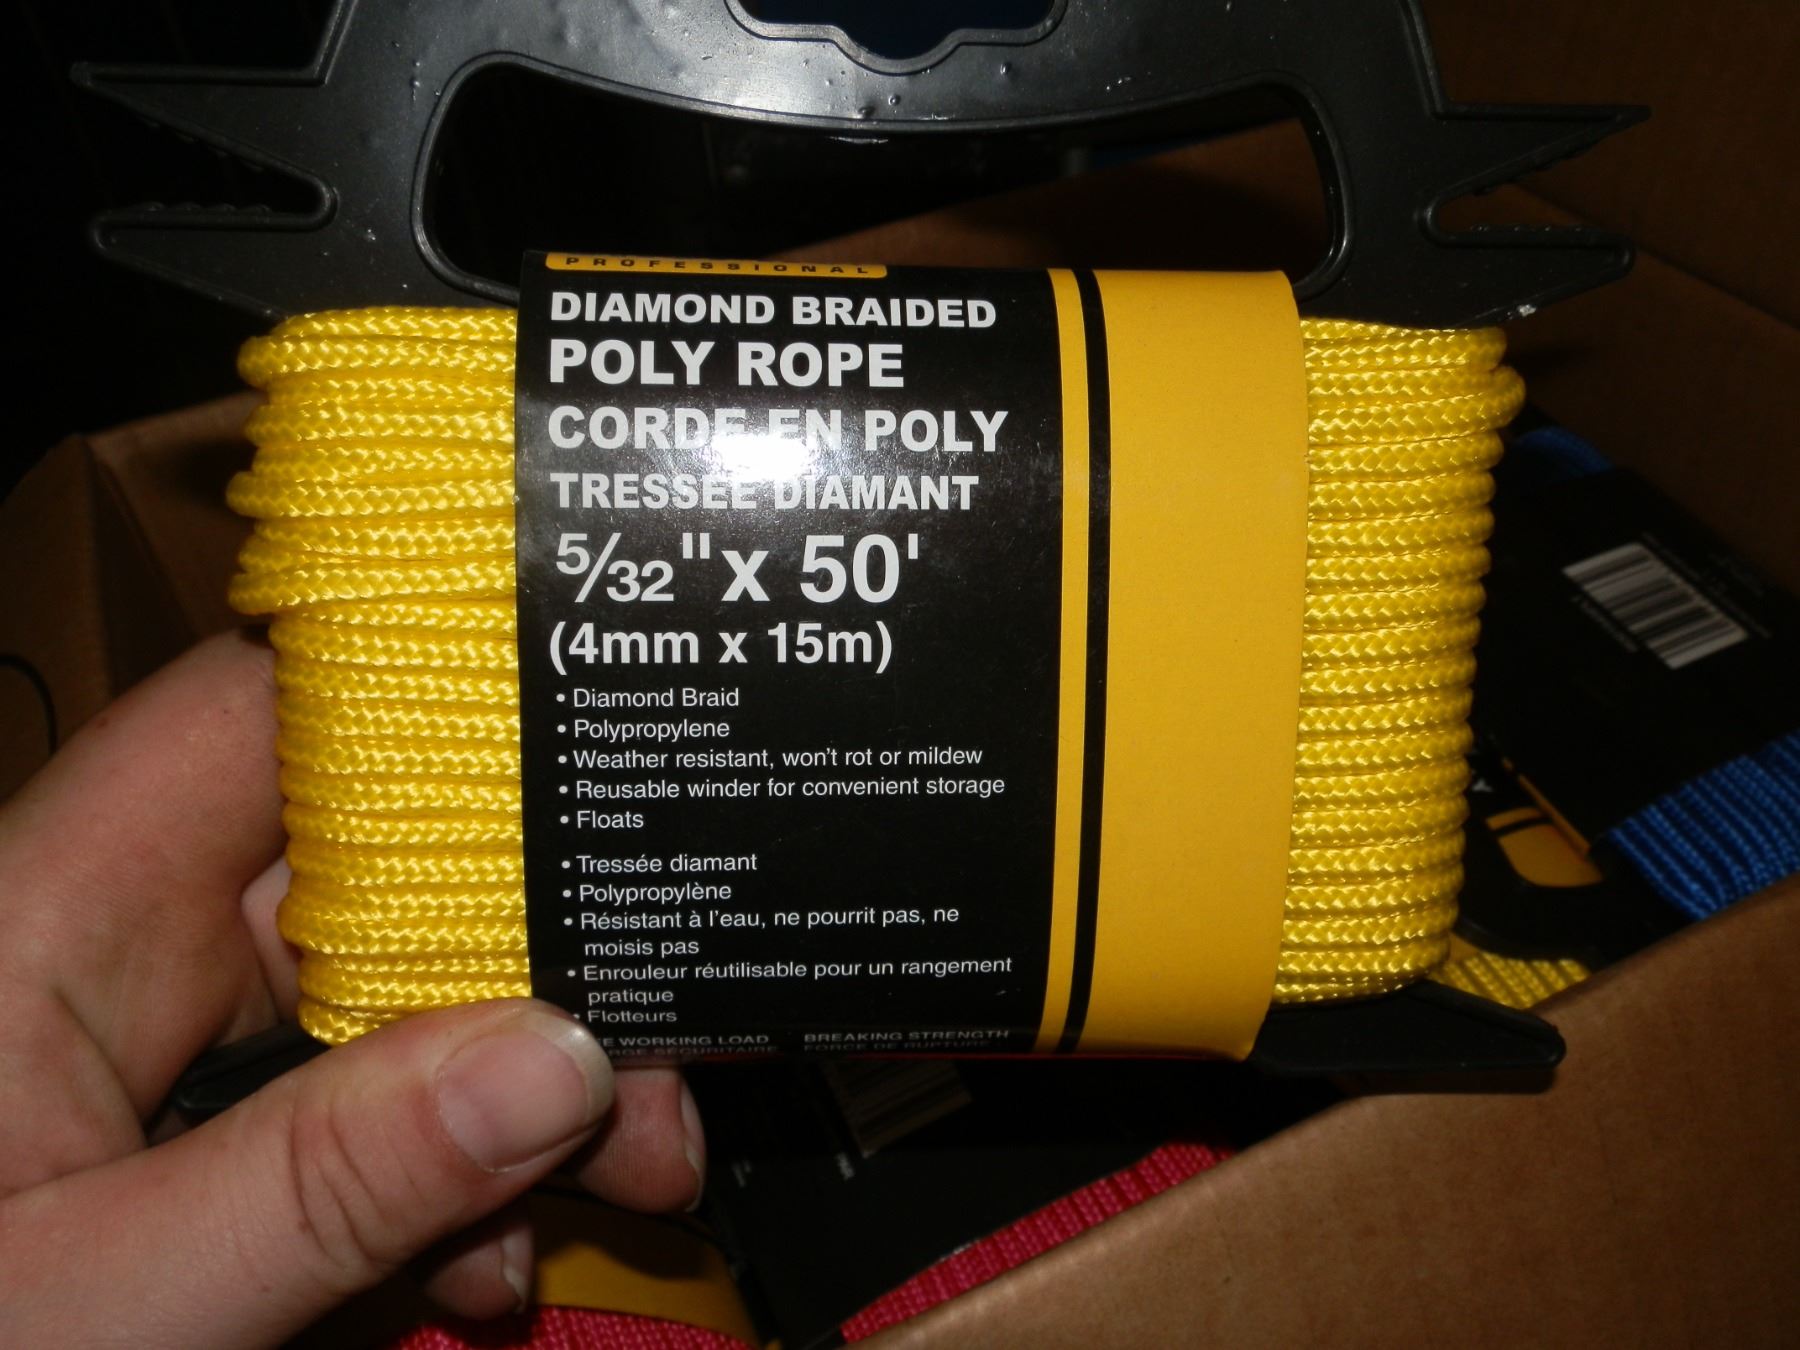 PROFESSIONAL
DIAMOND BRAIDED
POLY ROPE
CORDE EN POLY
TRESSÉE DIAMANT
5/32" x 50'
(4mm x 15m)
• Diamond Braid
• Polypropylene
• Weather resistant, won't rot or mildew
• Reusable winder for convenient storage
• Floats
• Tressée diamant
• Polypropylène
• Résistant à l'eau, ne pourrit pas, ne
moisis pas
• Enrouleur réutilisable pour un rangement
pratique
• Flotteurs
WORKING LOAD BREAKING STRENGTH
SÉCURITAIRE FORCE DE RUPTURE